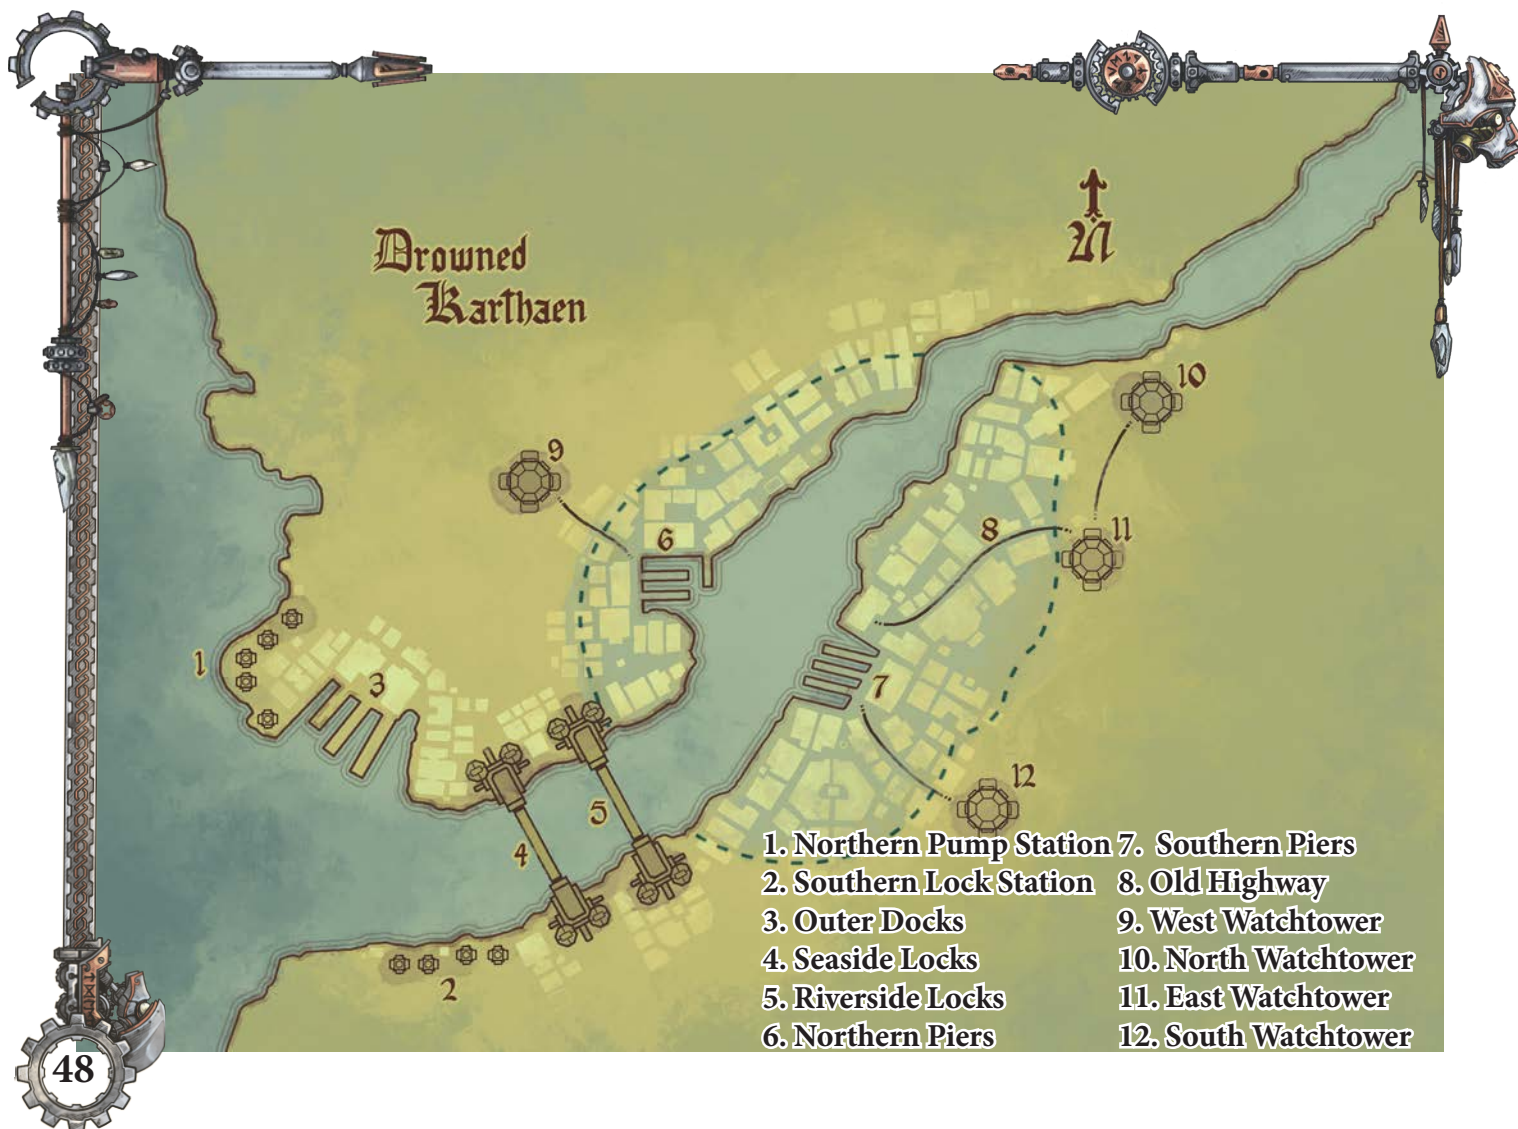 Drowned
Karthaen
N
10
9
8
11
6
1
3
7
12
5
4
2
1. Northern Pump Station
2. Southern Lock Station
3. Outer Docks
4. Seaside Locks
5. Riverside Locks
6. Northern Piers
7. Southern Piers
8. Old Highway
9. West Watchtower
10. North Watchtower
11. East Watchtower
12. South Watchtower
48